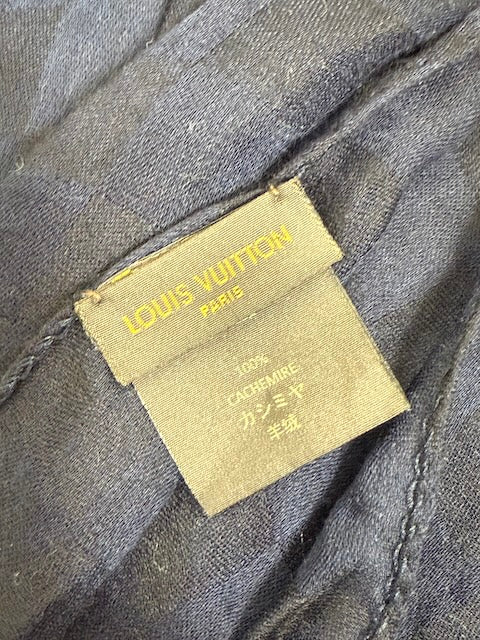 LOUIS VUITTON
PARIS
100%
CACHEMIRE
カシミヤ
羊绒